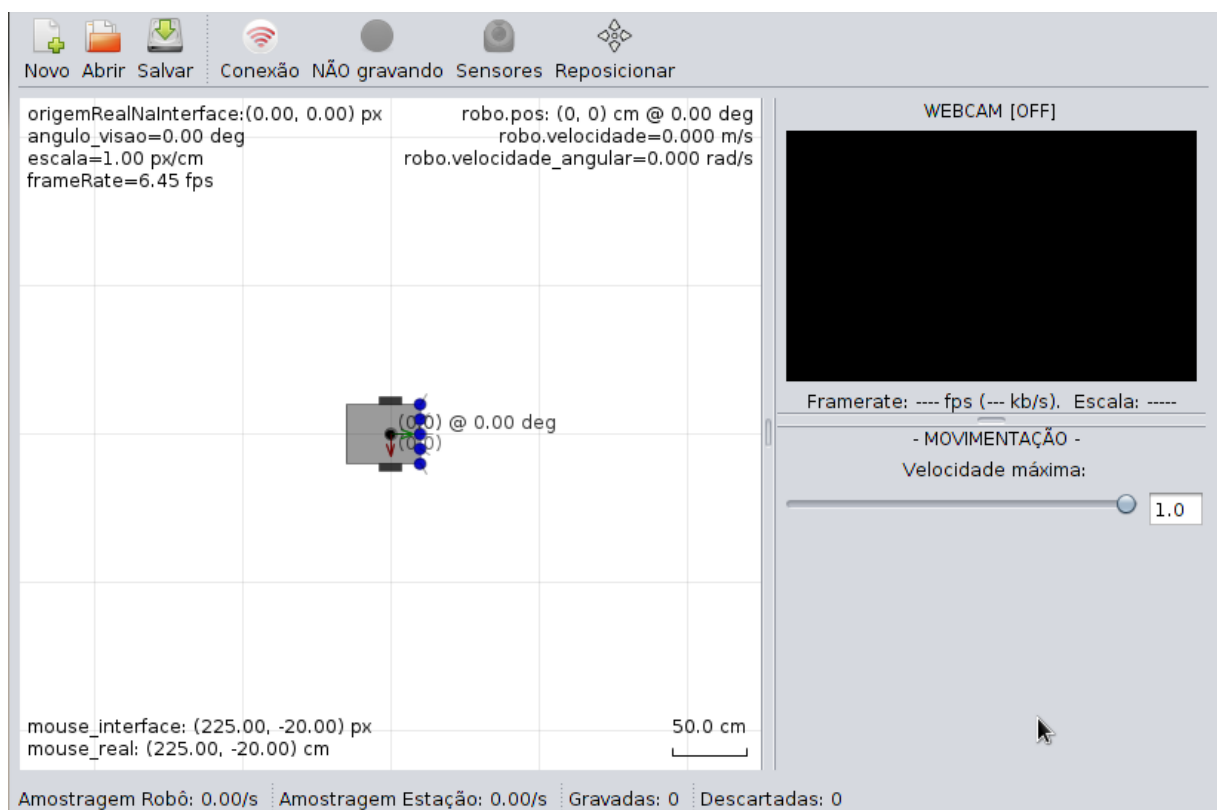 Novo Abrir Salvar Conexão NÃO gravando Sensores Reposicionar
origemRealNaInterface:(0.00, 0.00) px
angulo_visao=0.00 deg
escala=1.00 px/cm
frameRate=6.45 fps
robo.pos: (0, 0) cm @ 0.00 deg
robo.velocidade=0.000 m/s
robo.velocidade_angular=0.000 rad/s
(0,0) @ 0.00 deg
(0,0)
mouse_interface: (225.00, -20.00) px
mouse_real: (225.00, -20.00) cm
50.0 cm
WEBCAM [OFF]
Framerate: ---- fps (--- kb/s). Escala: -----
- MOVIMENTAÇÃO -
Velocidade máxima:
1.0
Amostragem Robô: 0.00/s Amostragem Estação: 0.00/s Gravadas: 0 Descartadas: 0